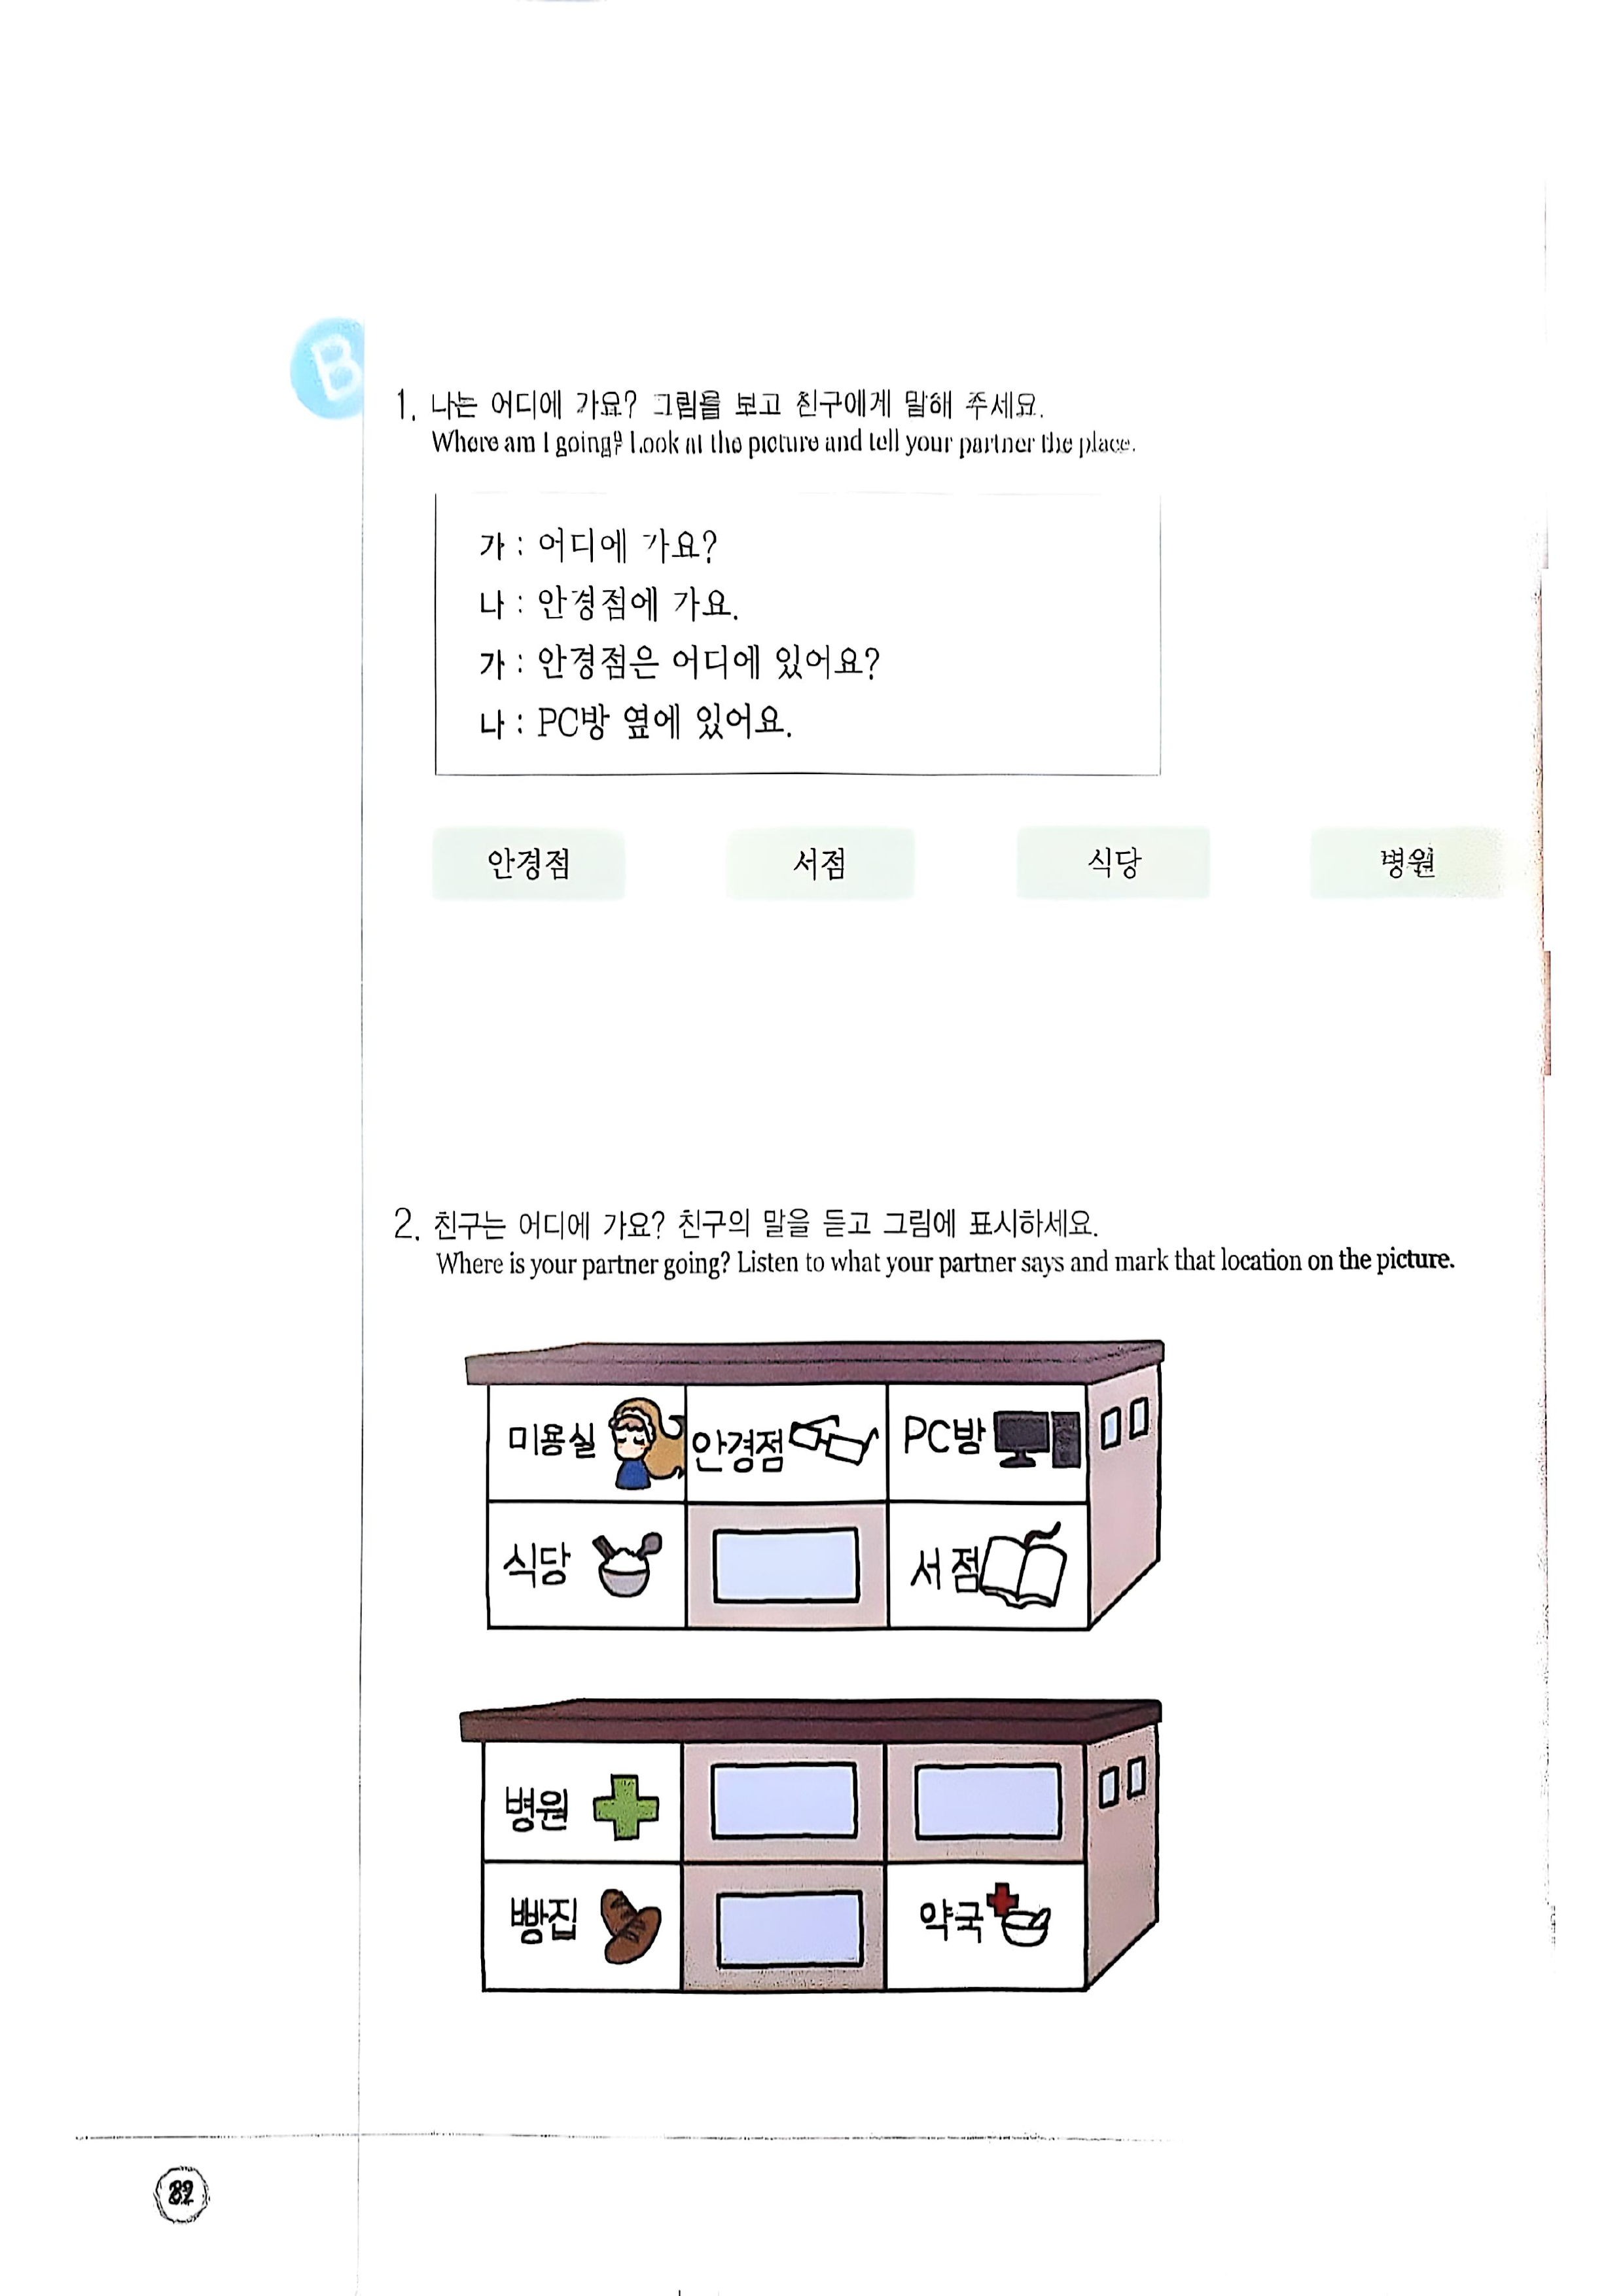 B
1. 나는 어디에 가요? 그림을 보고 친구에게 말해 주세요.
Where am I going? Look at the picture and tell your partner the place.
가 : 어디에 가요?
나 : 안경점에 가요.
가 : 안경점은 어디에 있어요?
나 : PC방 옆에 있어요.
안경점 서점 식당 병원
2. 친구는 어디에 가요? 친구의 말을 듣고 그림에 표시하세요.
Where is your partner going? Listen to what your partner says and mark that location on the picture.
미용실 안경점 PC방
식당 서점
병원
빵집 약국
82